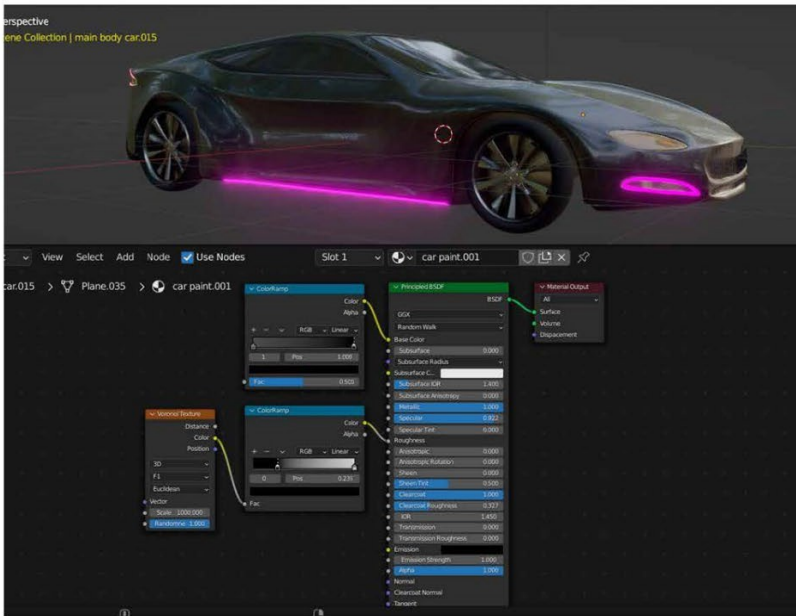 erspective
ene Collection | main body car.015
View Select Add Node Use Nodes Slot 1 car paint.001
car.015 > Plane.035 > car paint.001
ColorRamp
Color
Alpha
+ - RGB Linear
1 Pos 1.000
Fac 0.503
Voronoi Texture
Distance
Color
Position
3D
F1
Euclidean
Vector
Scale 1000.000
Randomne 1.000
ColorRamp
Color
Alpha
+ - RGB Linear
0 Pos 0.235
Fac
Principled BSDF
BSDF
GGX
Random Walk
Base Color
Subsurface 0.000
Subsurface Radius
Subsurface C..
Subsurface IOR 1.400
Subsurface Anisotropy 0.000
Metallic 1.000
Specular 0.822
Specular Tint 0.000
Roughness
Anisotropic 0.000
Anisotropic Rotation 0.000
Sheen 0.000
Sheen Tint 0.500
Clearcoat 1.000
Clearcoat Roughness 0.327
IOR 1.450
Transmission 0.000
Transmission Roughness 0.000
Emission
Emission Strength 1.000
Alpha 1.000
Normal
Clearcoat Normal
Tangent
Material Output
All
Surface
Volume
Displacement